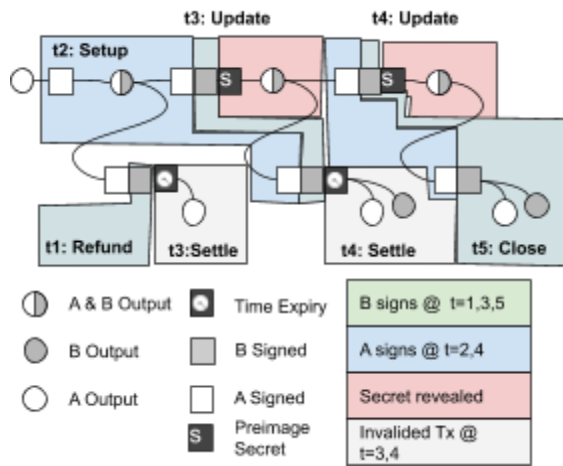 t3: Update
t4: Update
t2: Setup
S
S
t1: Refund
t3:Settle
t4: Settle
t5: Close
A & B Output
Time Expiry
B signs @ t=1,3,5
B Output
B Signed
A signs @ t=2,4
A Output
A Signed
Secret revealed
S
Preimage
Secret
Invalided Tx @
t=3,4